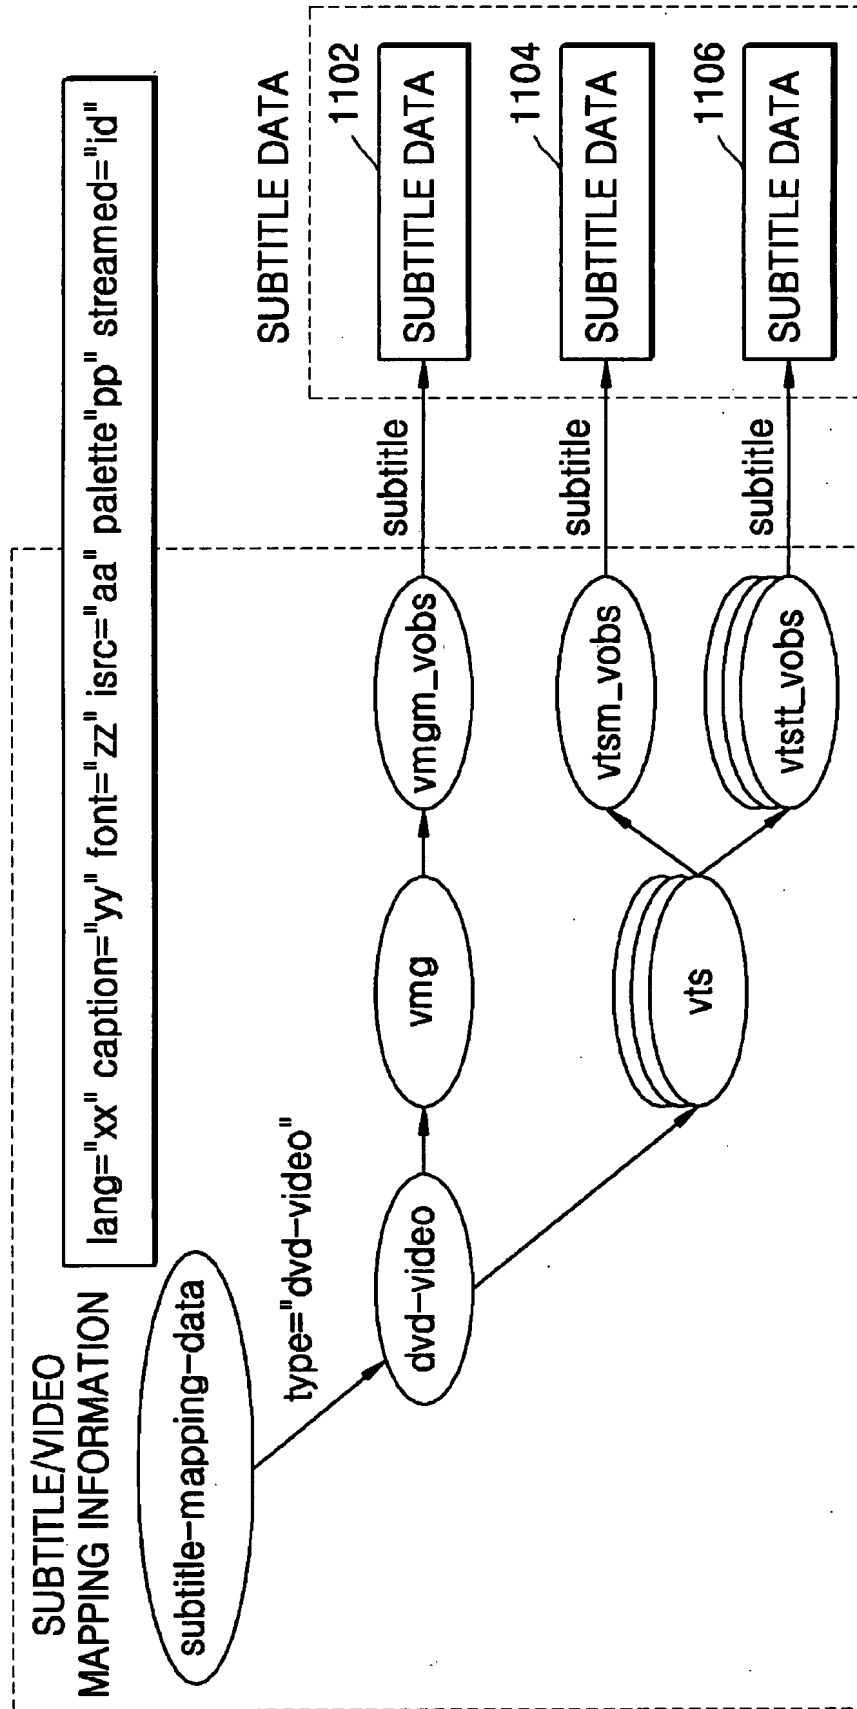 SUBTITLE/VIDEO
MAPPING INFORMATION
lang="xx" caption="yy" font="zz" isrc="aa" palette"pp" streamed="id"
subtitle-mapping-data
type="dvd-video"
SUBTITLE DATA
dvd-video
vmg
vmgm_vobs
subtitle
SUBTITLE DATA
1102
vtsm_vobs
subtitle
SUBTITLE DATA
1104
vts
vtstt_vobs
subtitle
SUBTITLE DATA
1106